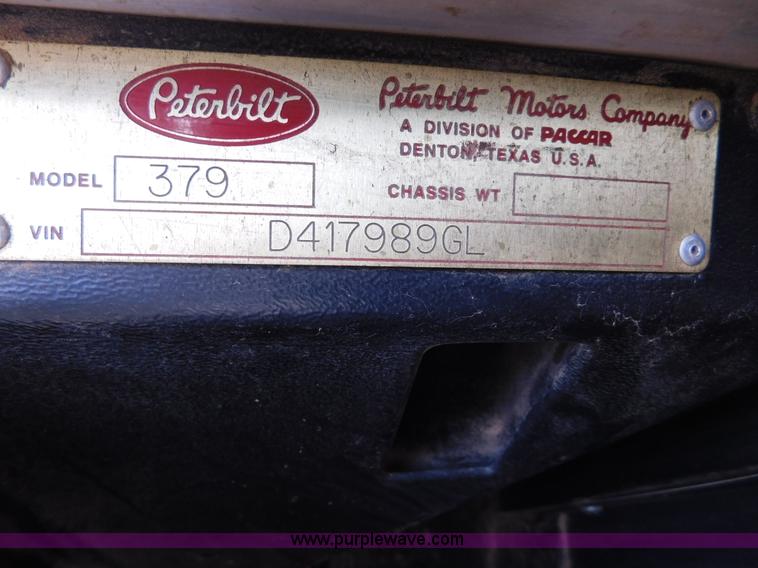 Peterbilt
Peterbilt Motors Company
A DIVISION OF PACCAR
DENTON, TEXAS U.S.A.
MODEL 379
CHASSIS WT
VIN D417989GL
www.purplewave.com